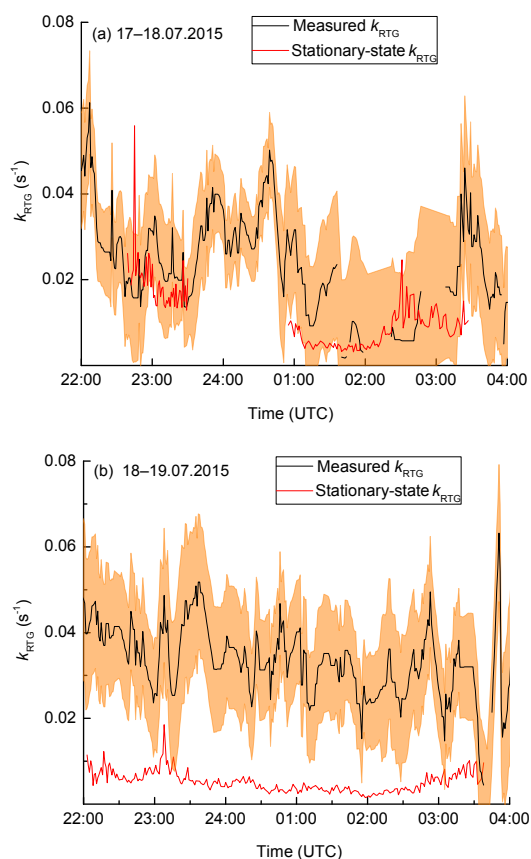 (a) 17–18.07.2015
Measured kRTG
Stationary-state kRTG
0.08
0.06
0.04
0.02
kRTG (s-1)
22:00 23:00 24:00 01:00 02:00 03:00 04:00
Time (UTC)
(b) 18–19.07.2015
Measured kRTG
Stationary-state kRTG
0.08
0.06
0.04
0.02
kRTG (s-1)
22:00 23:00 24:00 01:00 02:00 03:00 04:00
Time (UTC)